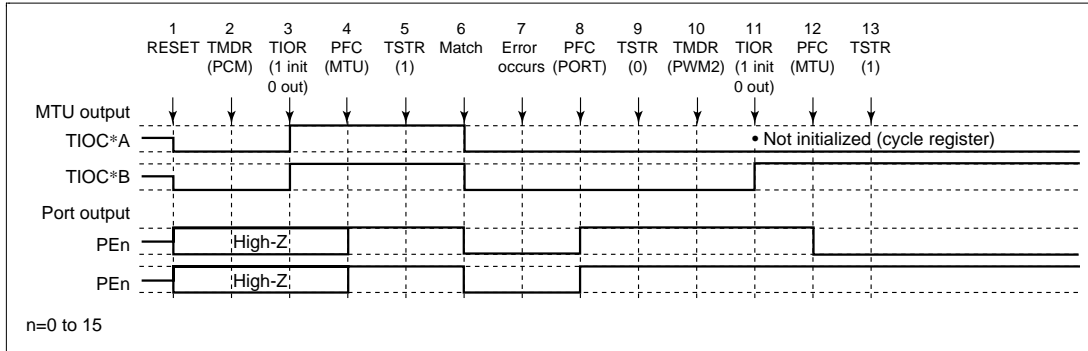 1 2 3 4 5 6 7 8 9 10 11 12 13
RESET TMDR TIOR PFC TSTR Match Error PFC TSTR TMDR TIOR PFC TSTR
(PCM) (1 init (MTU) (1) occurs (PORT) (0) (PWM2) (1 init (MTU) (1)
0 out) 0 out)
MTU output
TIOC*A • Not initialized (cycle register)
TIOC*B
Port output
PEn High-Z
PEn High-Z
n=0 to 15